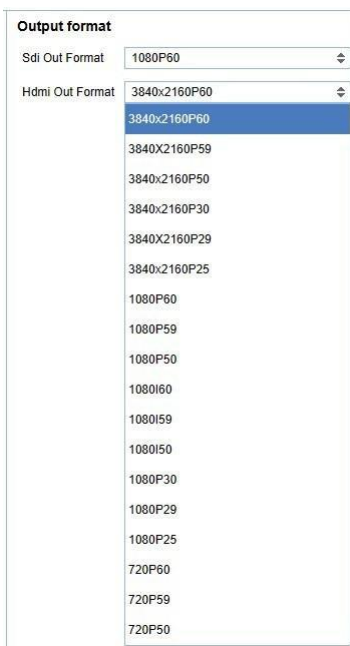 Output format
Sdi Out Format 1080P60
Hdmi Out Format 3840x2160P60
3840x2160P60
3840X2160P59
3840x2160P50
3840x2160P30
3840X2160P29
3840x2160P25
1080P60
1080P59
1080P50
1080I60
1080I59
1080I50
1080P30
1080P29
1080P25
720P60
720P59
720P50